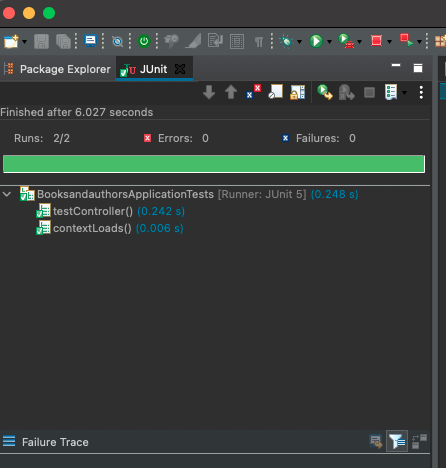 Package Explorer JUnit
Finished after 6.027 seconds
Runs: 2/2 Errors: 0 Failures: 0
BooksandauthorsApplicationTests [Runner: JUnit 5] (0.248 s)
testController() (0.242 s)
contextLoads() (0.006 s)
Failure Trace